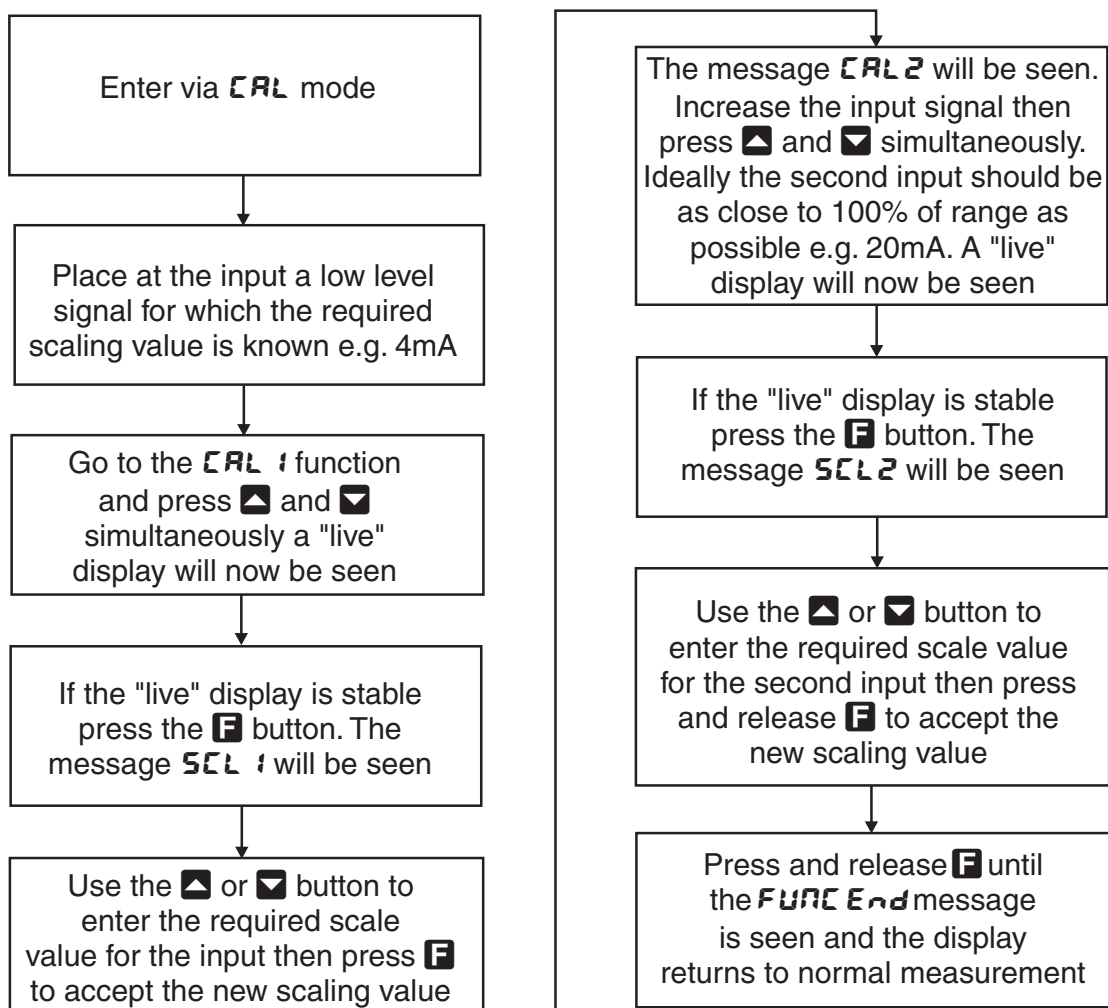 Enter via CAL mode
Place at the input a low level
signal for which the required
scaling value is known e.g. 4mA
Go to the CAL 1 function
and press ▲ and ▼
simultaneously a "live"
display will now be seen
If the "live" display is stable
press the F button. The
message SCL 1 will be seen
Use the ▲ or ▼ button to
enter the required scale
value for the input then press F
to accept the new scaling value
The message CAL2 will be seen.
Increase the input signal then
press ▲ and ▼ simultaneously.
Ideally the second input should be
as close to 100% of range as
possible e.g. 20mA. A "live"
display will now be seen
If the "live" display is stable
press the F button. The
message SCL2 will be seen
Use the ▲ or ▼ button to
enter the required scale value
for the second input then press
and release F to accept the
new scaling value
Press and release F until
the FUNC End message
is seen and the display
returns to normal measurement